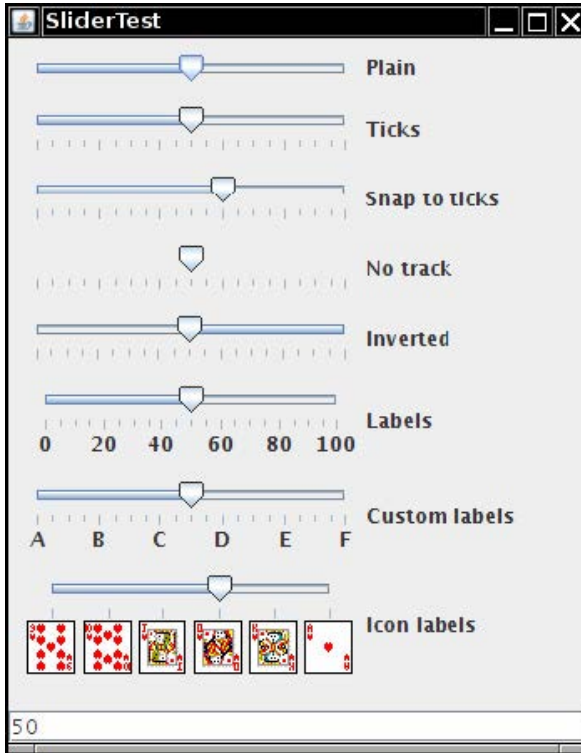 SliderTest
Plain
Ticks
Snap to ticks
No track
Inverted
Labels
0 20 40 60 80 100
Custom labels
A B C D E F
Icon labels
50